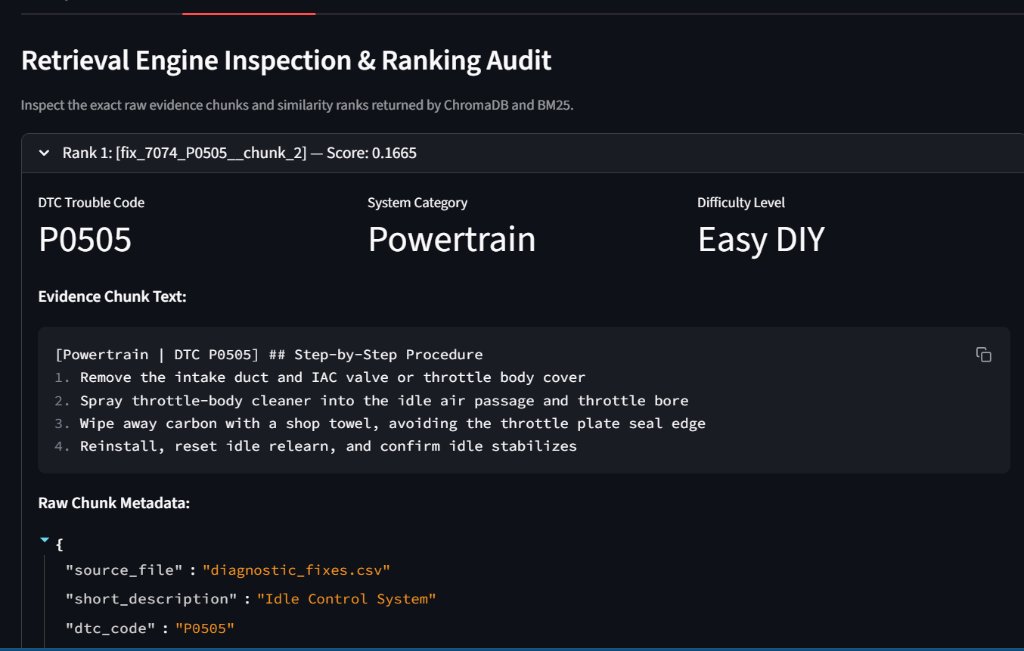 Retrieval Engine Inspection & Ranking Audit
Inspect the exact raw evidence chunks and similarity ranks returned by ChromaDB and BM25.
Rank 1: [fix_7074_P0505__chunk_2] — Score: 0.1665
DTC Trouble Code System Category Difficulty Level
P0505 Powertrain Easy DIY
Evidence Chunk Text:
[Powertrain | DTC P0505] ## Step-by-Step Procedure
1. Remove the intake duct and IAC valve or throttle body cover
2. Spray throttle-body cleaner into the idle air passage and throttle bore
3. Wipe away carbon with a shop towel, avoiding the throttle plate seal edge
4. Reinstall, reset idle relearn, and confirm idle stabilizes
Raw Chunk Metadata:
{
"source_file" : "diagnostic_fixes.csv"
"short_description" : "Idle Control System"
"dtc_code" : "P0505"